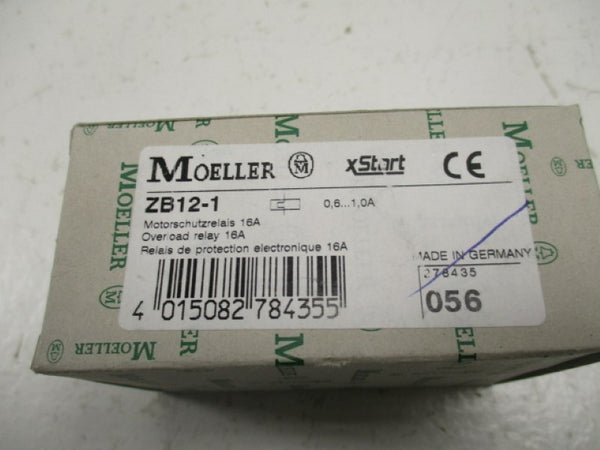 MOELLER xStart CE
ZB12-1 0,6...1,0A
Motorschutzrelais 16A
Overload relay 16A
Relais de protection electronique 16A
MADE IN GERMANY
278435
056
4 015082 784355
MOELLER
MOELLER
MOELLER
MOELLER